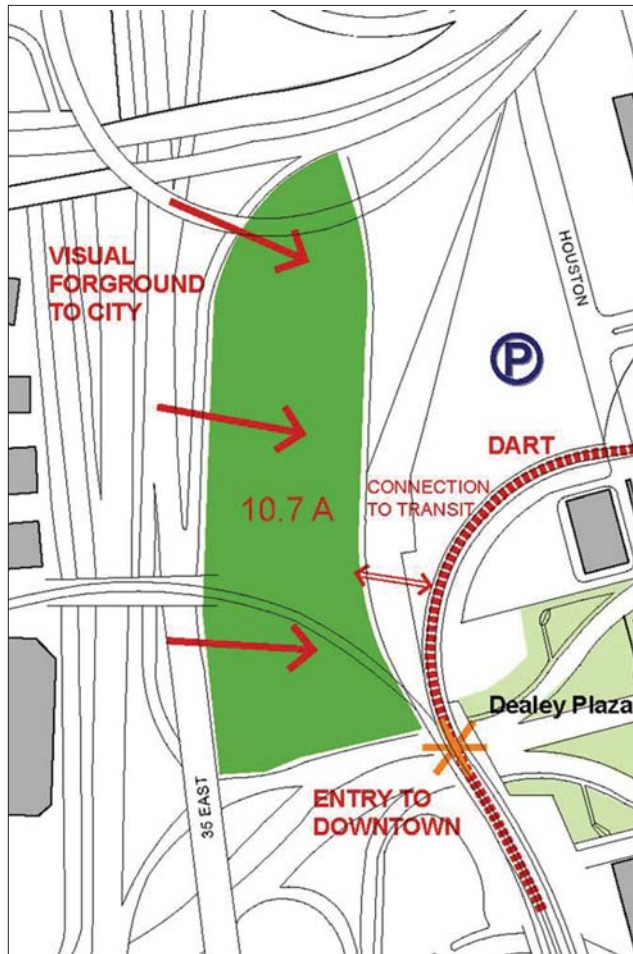 VISUAL
FORGROUND
TO CITY
HOUSTON
P
DART
CONNECTION
TO TRANSIT
10.7 A
Dealey Plaza
ENTRY TO
DOWNTOWN
35 EAST